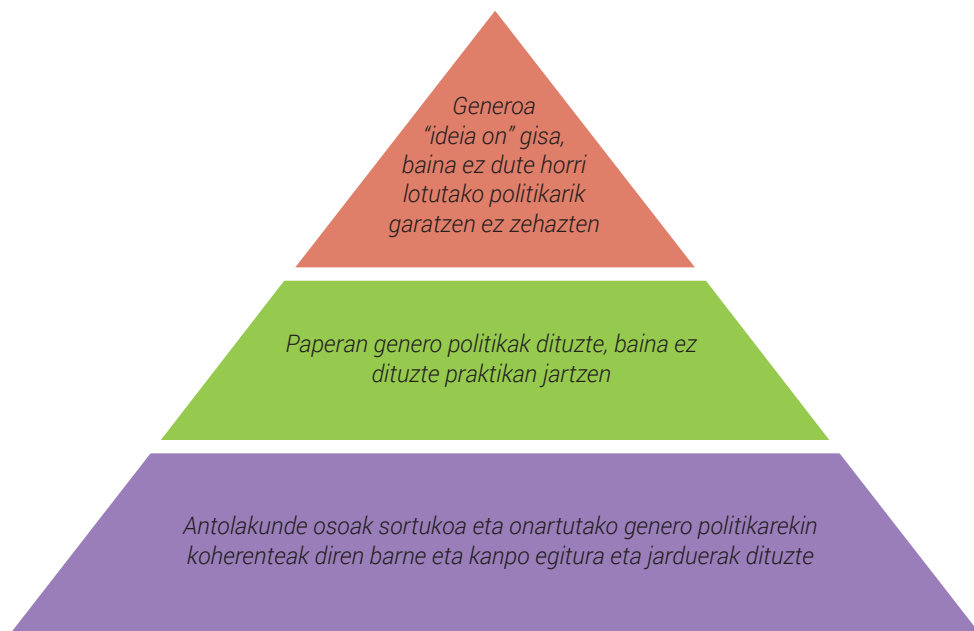 Generoa
“ideia on” gisa,
baina ez dute horri
lotutako politikarik
garatzen ez zehazten
Paperan genero politikak dituzte, baina ez
dituzte praktikan jartzen
Antolakunde osoak sortukoa eta onartutako genero politikarekin
koherenteak diren barne eta kanpo egitura eta jarduerak dituzte